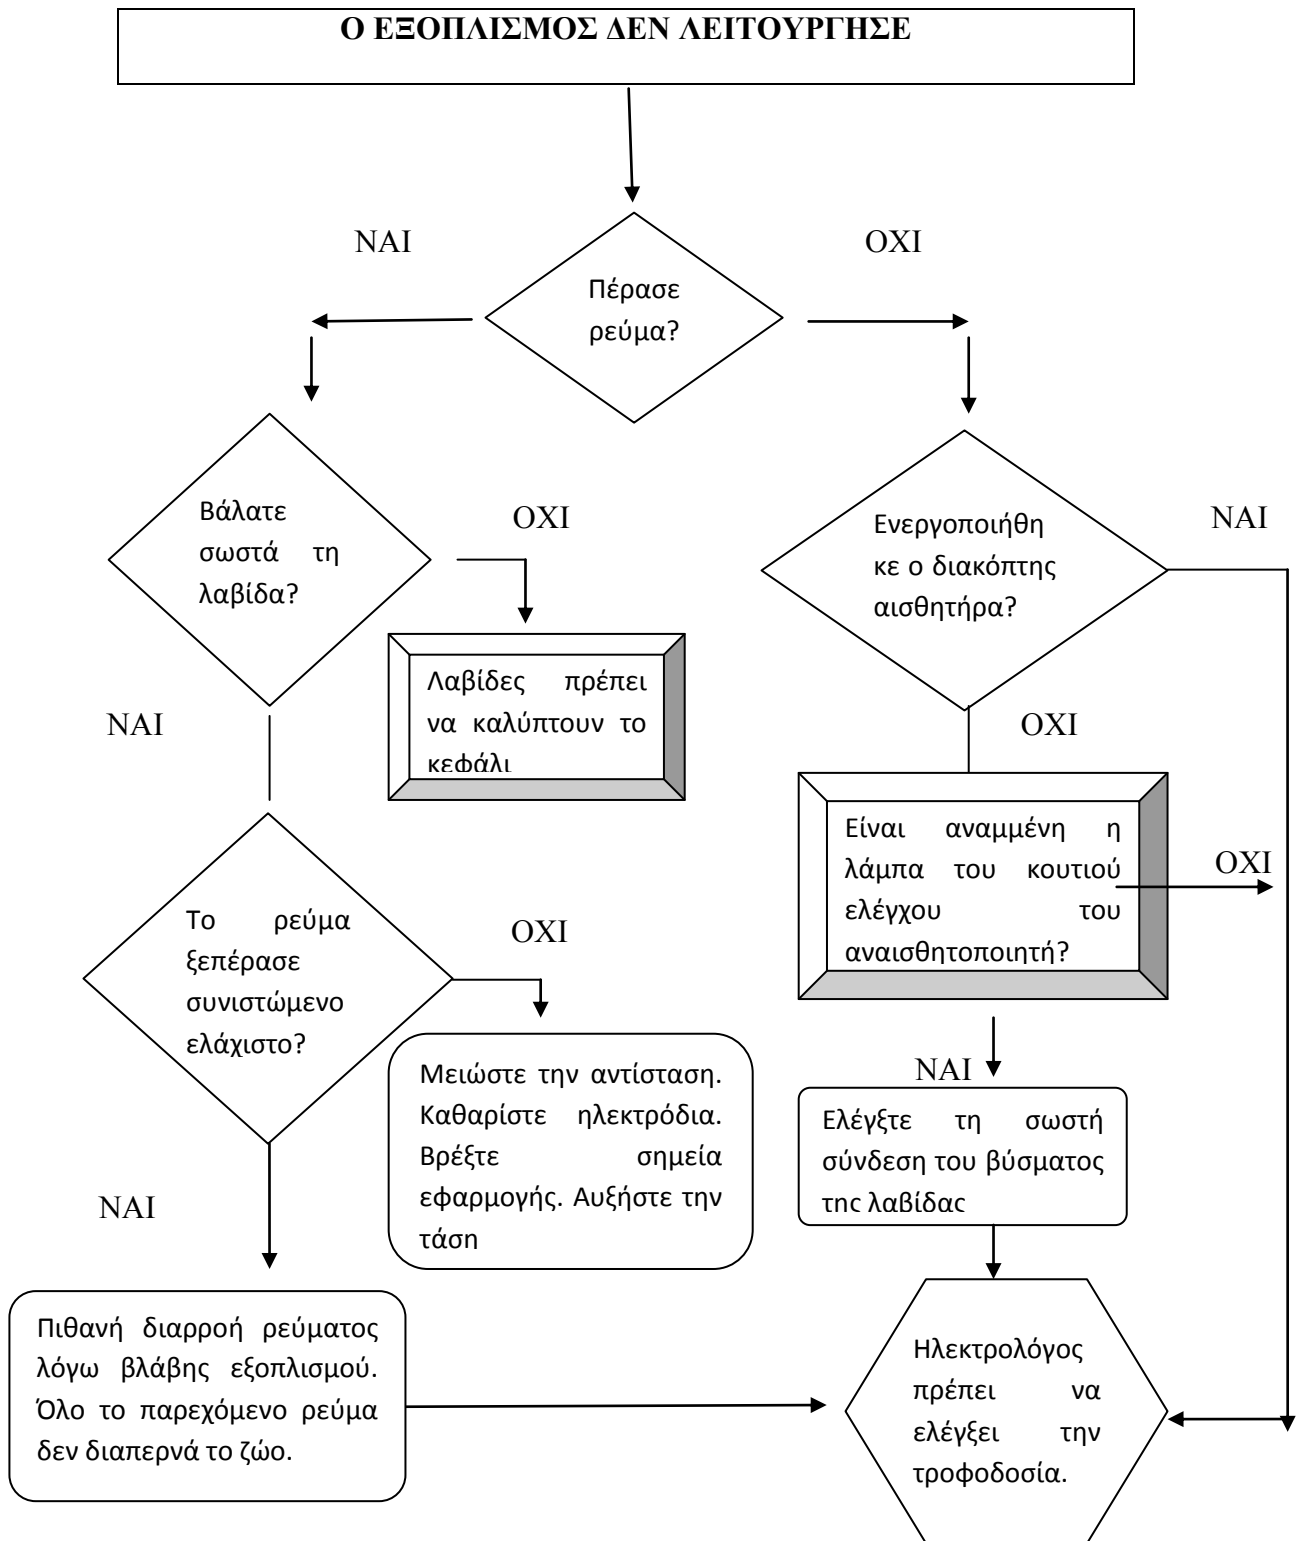 Ο ΕΞΟΠΛΙΣΜΟΣ ΔΕΝ ΛΕΙΤΟΥΡΓΗΣΕ
ΝΑΙ
ΟΧΙ
Πέρασε
ρεύμα?
Βάλατε
σωστά τη
λαβίδα?
ΟΧΙ
Ενεργοποιήθη
κε ο διακόπτης
αισθητήρα?
ΝΑΙ
Λαβίδες πρέπει
να καλύπτουν το
κεφάλι
ΝΑΙ
ΟΧΙ
Είναι αναμμένη η
λάμπα του κουτιού
ελέγχου του
αναισθητοποιητή?
ΟΧΙ
Το ρεύμα
ξεπέρασε
συνιστώμενο
ελάχιστο?
ΟΧΙ
Μειώστε την αντίσταση.
Καθαρίστε ηλεκτρόδια.
Βρέξτε σημεία
εφαρμογής. Αυξήστε την
τάση
ΝΑΙ
Ελέγξτε τη σωστή
σύνδεση του βύσματος
της λαβίδας
ΝΑΙ
Πιθανή διαρροή ρεύματος
λόγω βλάβης εξοπλισμού.
Όλο το παρεχόμενο ρεύμα
δεν διαπερνά το ζώο.
Ηλεκτρολόγος
πρέπει να
ελέγξει την
τροφοδοσία.